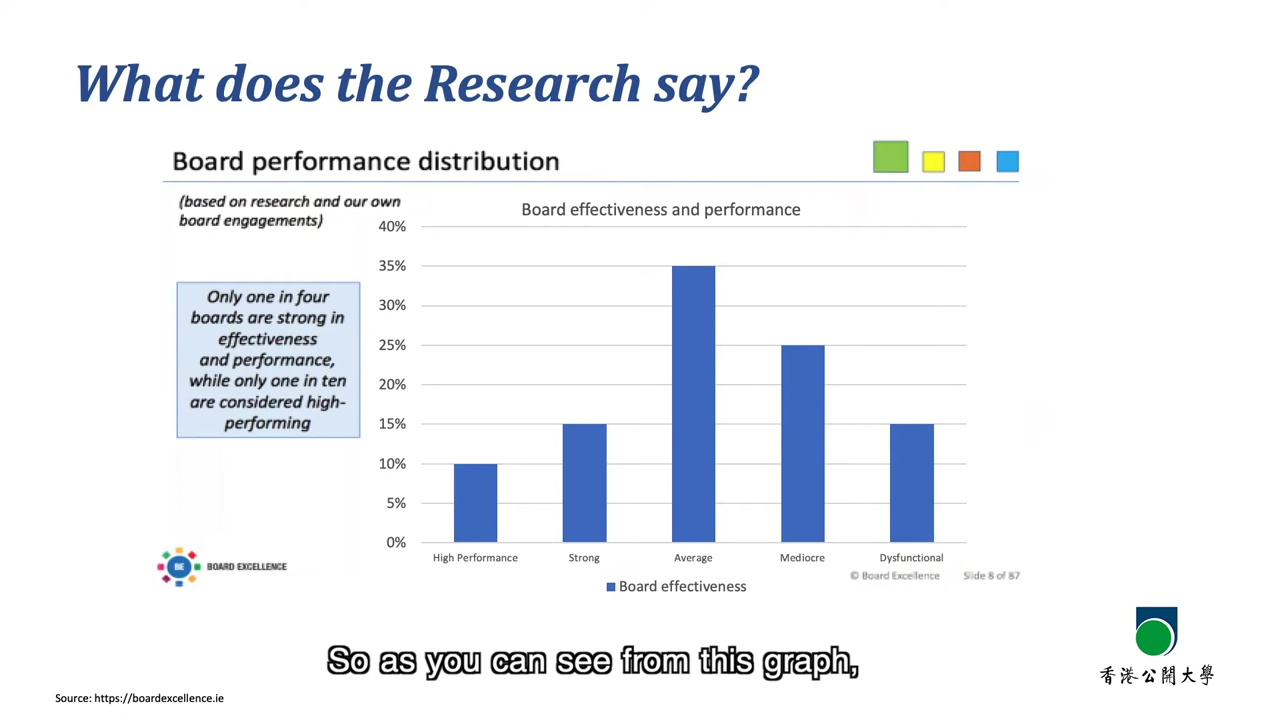 What does the Research say?
Board performance distribution
(based on research and our own
board engagements)
Only one in four
boards are strong in
effectiveness
and performance,
while only one in ten
are considered high-
performing
Board effectiveness and performance
40%
35%
30%
25%
20%
15%
10%
5%
0%
High Performance Strong Average Mediocre Dysfunctional
Board effectiveness
BE BOARD EXCELLENCE
© Board Excellence Slide 8 of 87
So as you can see from this graph,
香港公開大學
Source: https://boardexcellence.ie